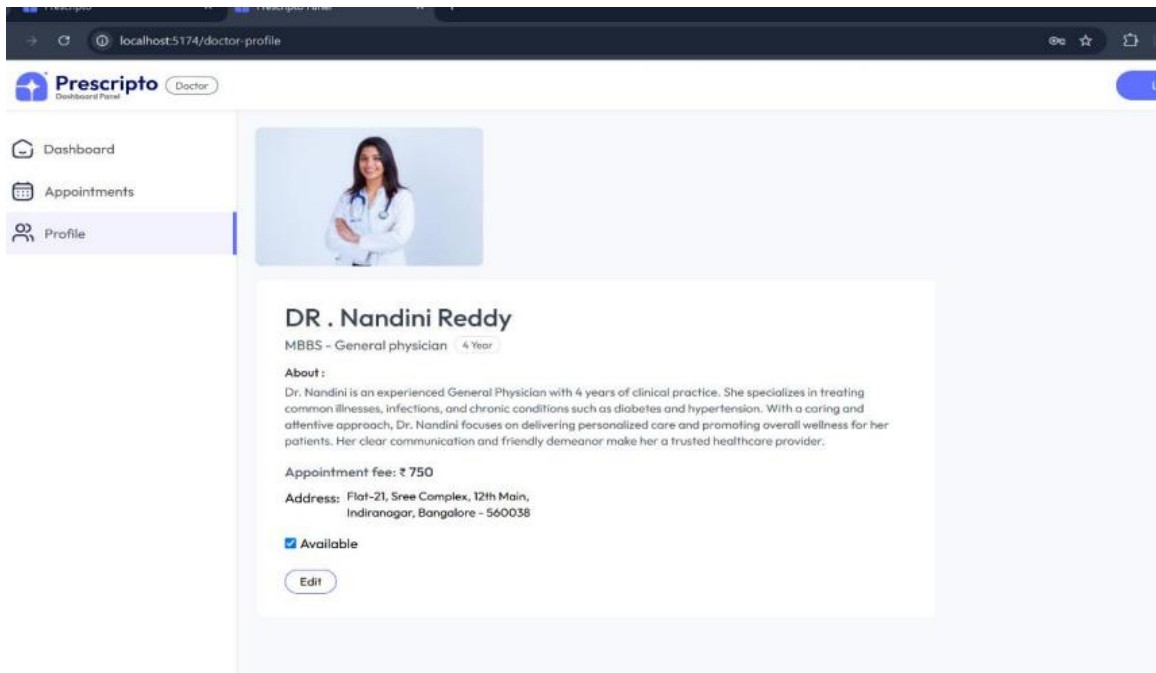 Prescripto
Prescripto Panel
localhost:5174/doctor-profile
Prescripto
Doctor
Dashboard Panel
Dashboard
Appointments
Profile
DR . Nandini Reddy
MBBS - General physician 4 Year
About :
Dr. Nandini is an experienced General Physician with 4 years of clinical practice. She specializes in treating
common illnesses, infections, and chronic conditions such as diabetes and hypertension. With a caring and
attentive approach, Dr. Nandini focuses on delivering personalized care and promoting overall wellness for her
patients. Her clear communication and friendly demeanor make her a trusted healthcare provider.
Appointment fee: ₹ 750
Address: Flat-21, Sree Complex, 12th Main,
Indiranagar, Bangalore - 560038
Available
Edit